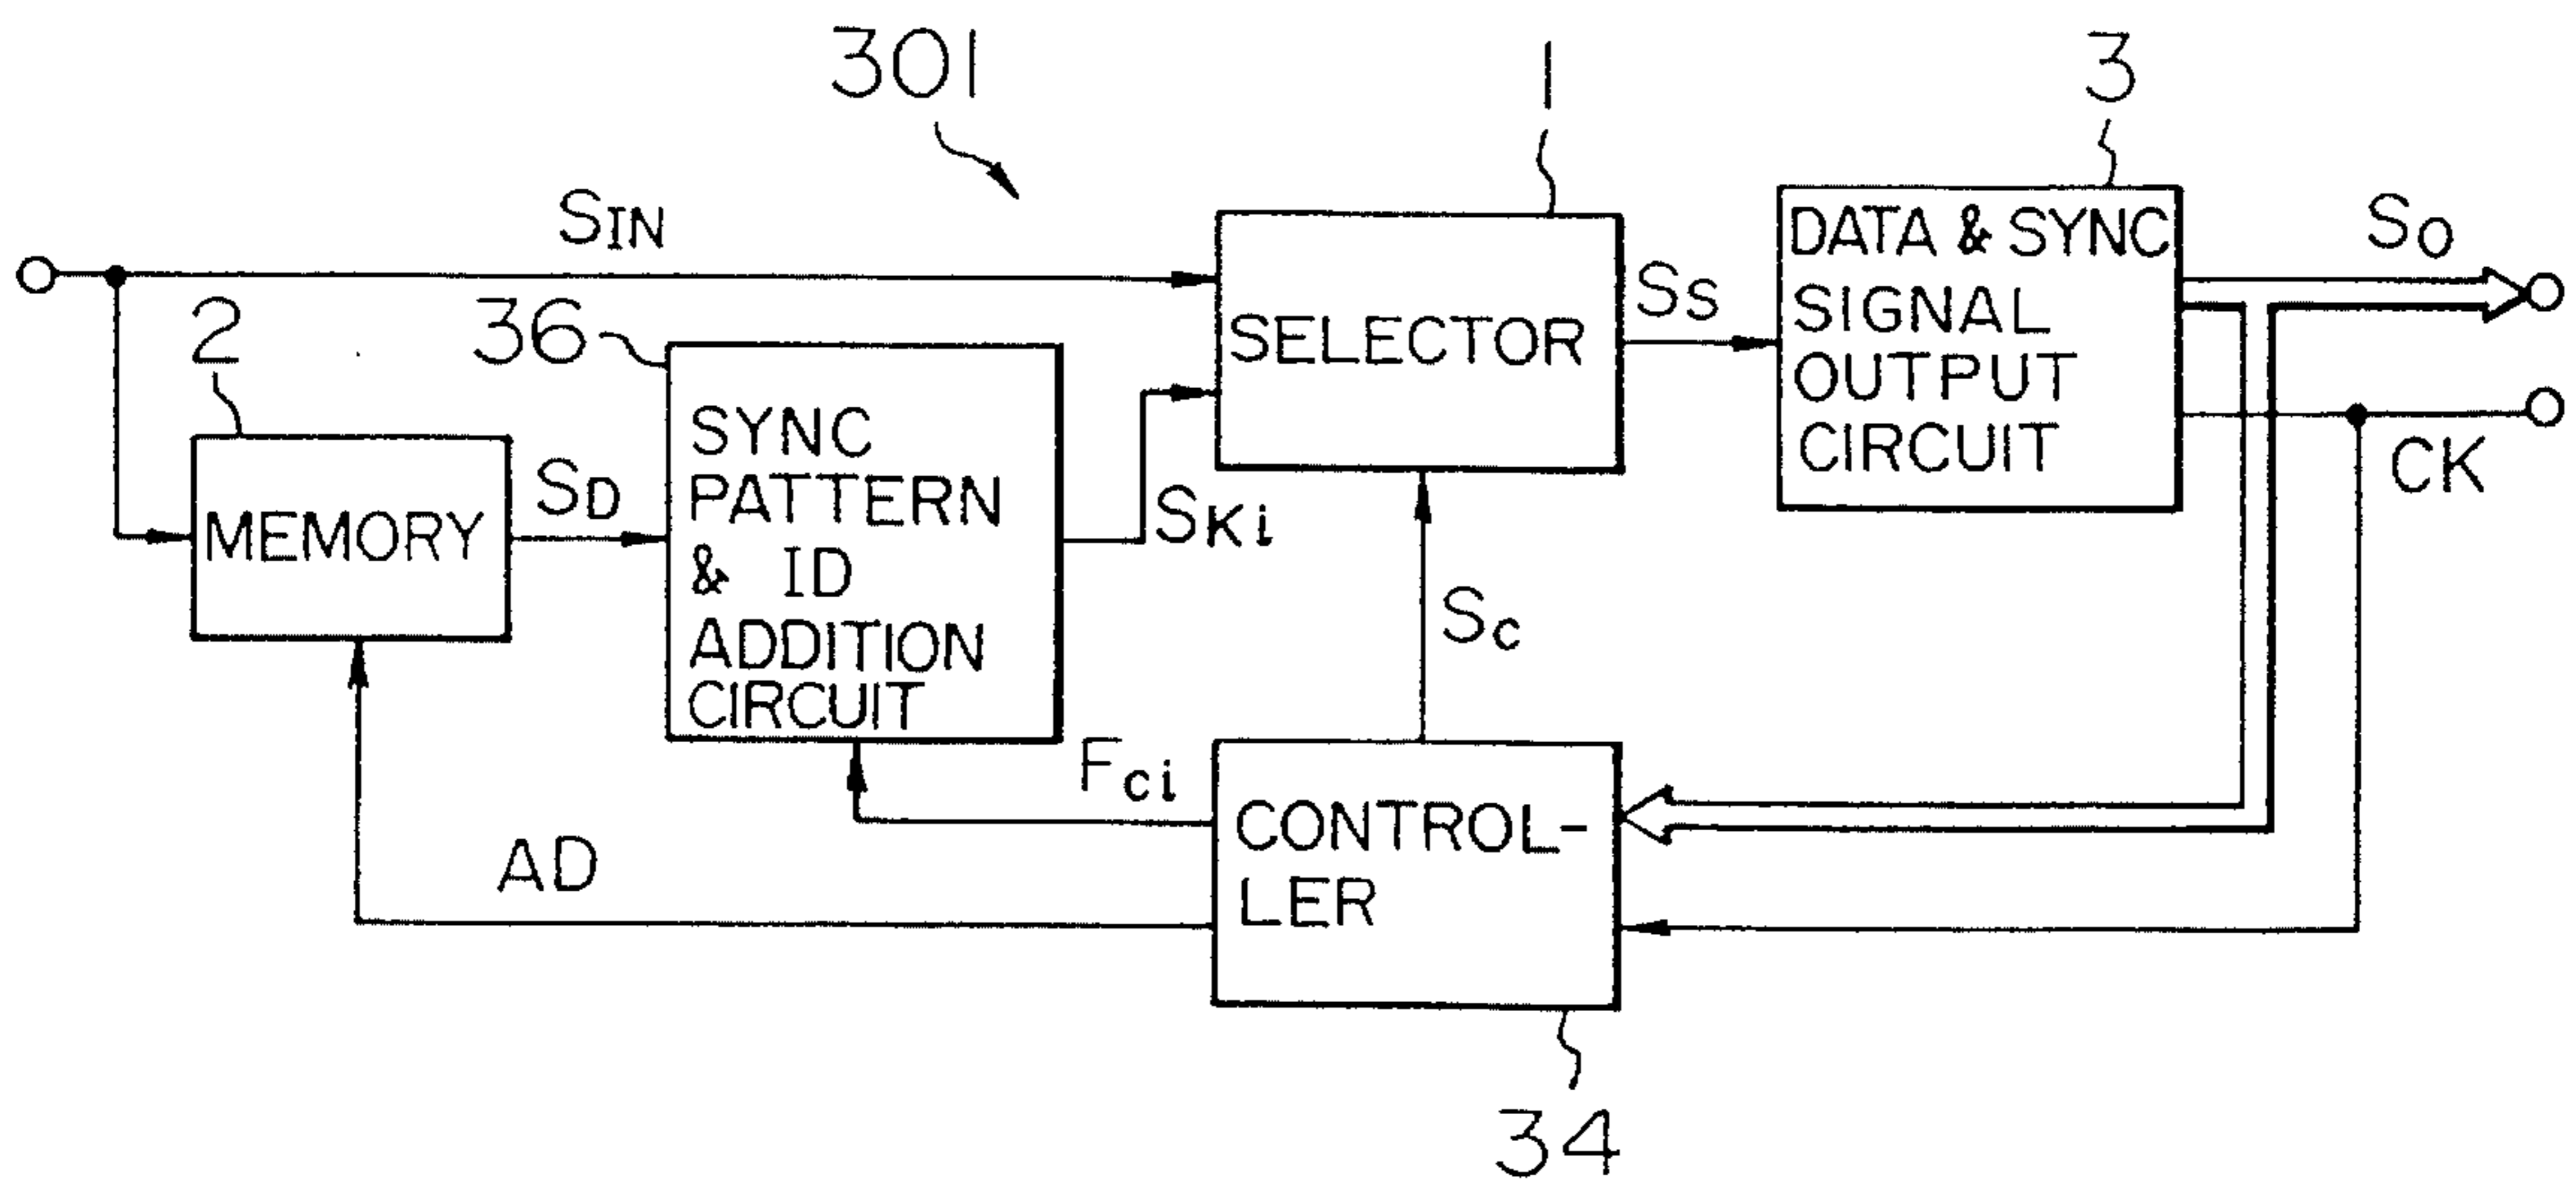 301
1
3
SIN
DATA & SYNC
SIGNAL
OUTPUT
CIRCUIT
SO
2
36
SELECTOR
SS
SYNC
PATTERN
& ID
ADDITION
CIRCUIT
MEMORY
SD
SKi
CK
Sc
Fci
CONTROL-
LER
AD
34